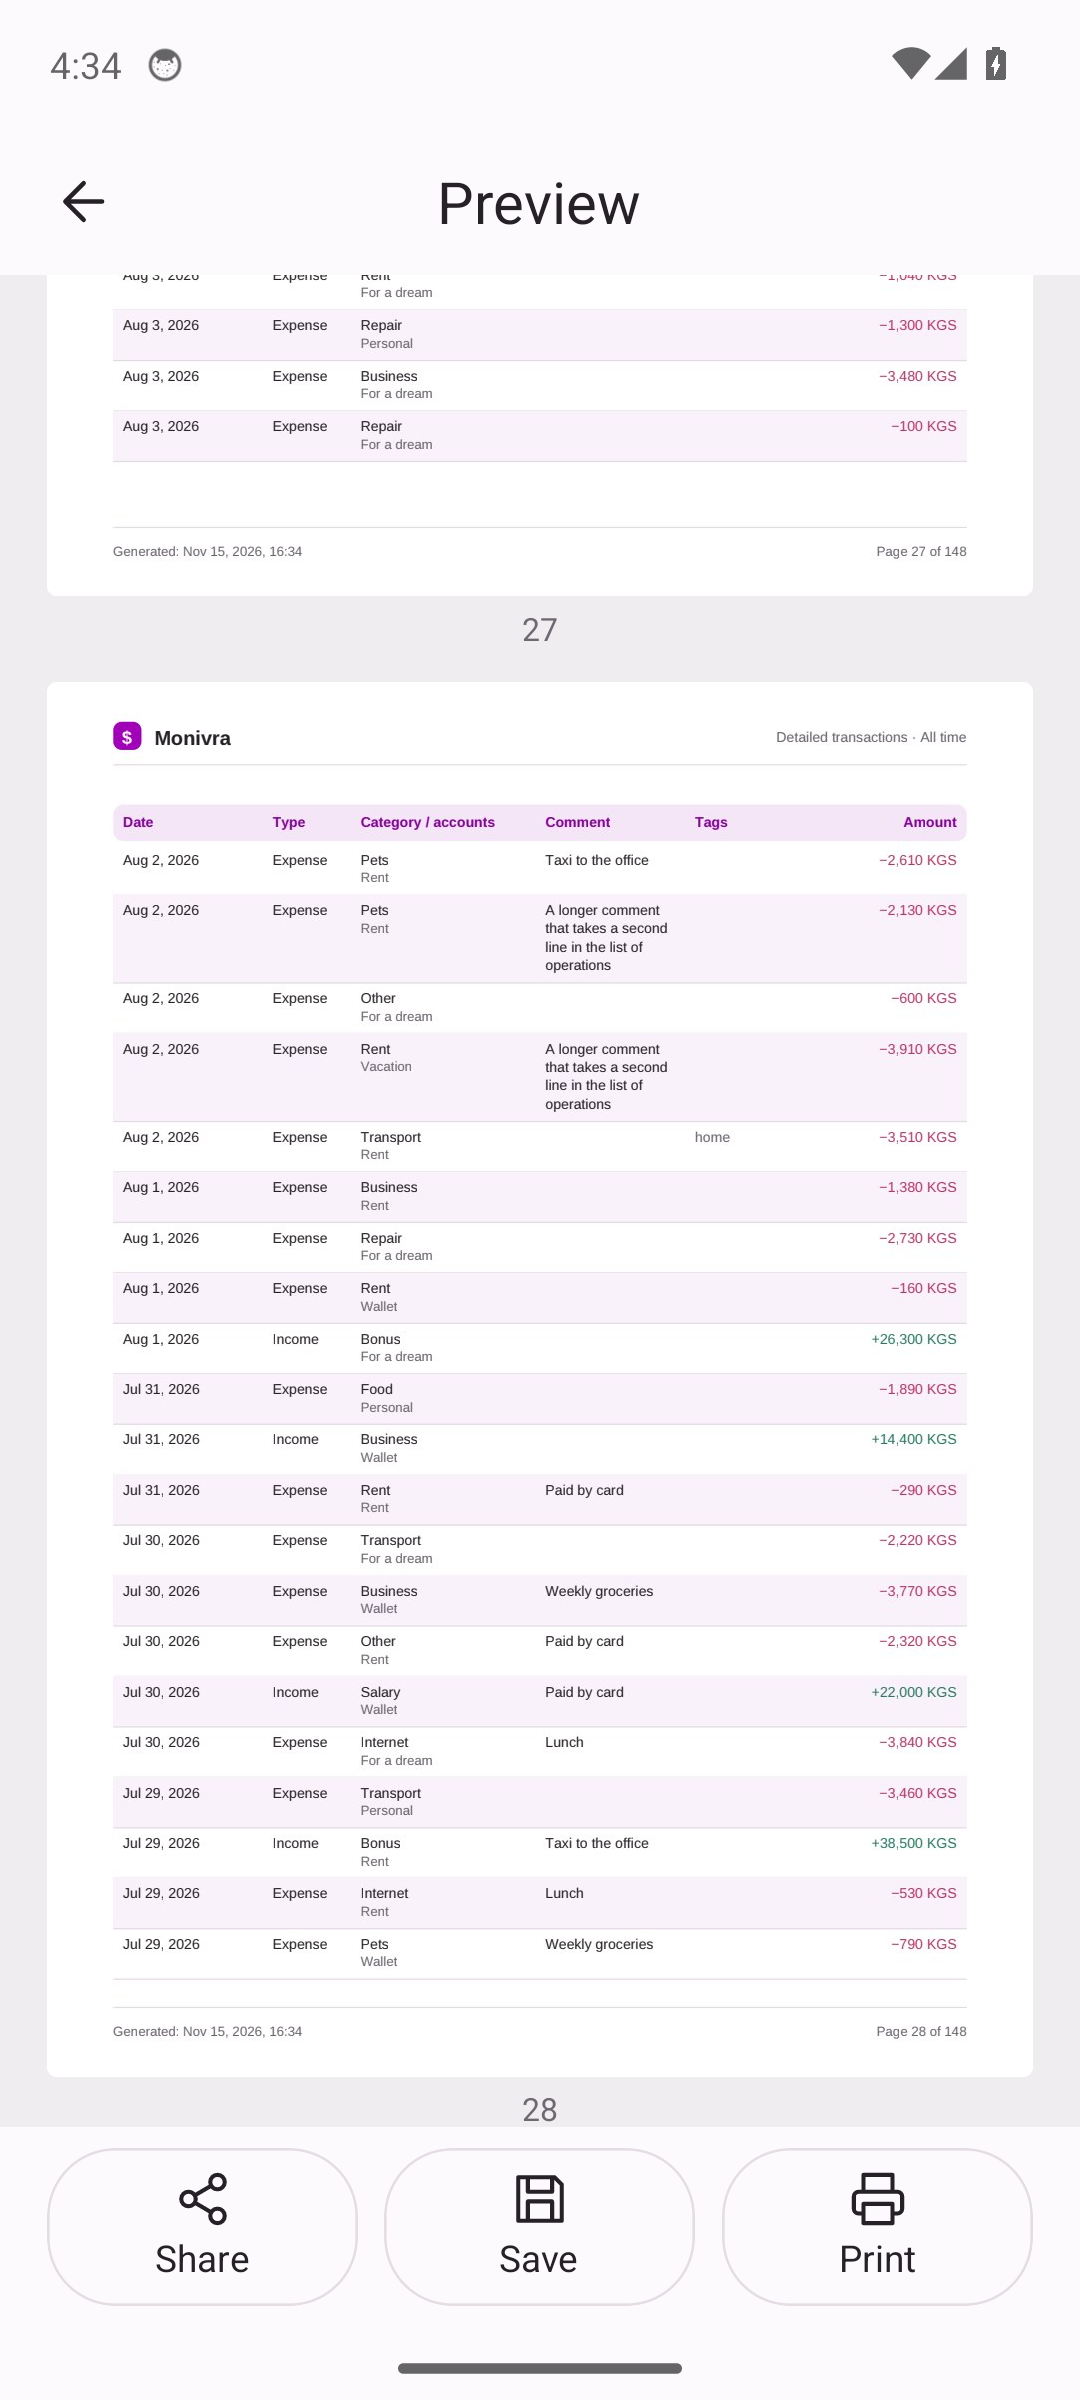 4:34
Preview
Aug 3, 2026 Expense Rent −1,040 KGS
For a dream
Aug 3, 2026 Expense Repair −1,300 KGS
Personal
Aug 3, 2026 Expense Business −3,480 KGS
For a dream
Aug 3, 2026 Expense Repair −100 KGS
For a dream
Generated: Nov 15, 2026, 16:34 Page 27 of 148
27
$ Monivra Detailed transactions · All time
Date Type Category / accounts Comment Tags Amount
Aug 2, 2026 Expense Pets Taxi to the office −2,610 KGS
Rent
Aug 2, 2026 Expense Pets A longer comment −2,130 KGS
Rent that takes a second
line in the list of
operations
Aug 2, 2026 Expense Other −600 KGS
For a dream
Aug 2, 2026 Expense Rent A longer comment −3,910 KGS
Vacation that takes a second
line in the list of
operations
Aug 2, 2026 Expense Transport home −3,510 KGS
Rent
Aug 1, 2026 Expense Business −1,380 KGS
Rent
Aug 1, 2026 Expense Repair −2,730 KGS
For a dream
Aug 1, 2026 Expense Rent −160 KGS
Wallet
Aug 1, 2026 Income Bonus +26,300 KGS
For a dream
Jul 31, 2026 Expense Food −1,890 KGS
Personal
Jul 31, 2026 Income Business +14,400 KGS
Wallet
Jul 31, 2026 Expense Rent Paid by card −290 KGS
Rent
Jul 30, 2026 Expense Transport −2,220 KGS
For a dream
Jul 30, 2026 Expense Business Weekly groceries −3,770 KGS
Wallet
Jul 30, 2026 Expense Other Paid by card −2,320 KGS
Rent
Jul 30, 2026 Income Salary Paid by card +22,000 KGS
Wallet
Jul 30, 2026 Expense Internet Lunch −3,840 KGS
For a dream
Jul 29, 2026 Expense Transport −3,460 KGS
Personal
Jul 29, 2026 Income Bonus Taxi to the office +38,500 KGS
Rent
Jul 29, 2026 Expense Internet Lunch −530 KGS
Rent
Jul 29, 2026 Expense Pets Weekly groceries −790 KGS
Wallet
Generated: Nov 15, 2026, 16:34 Page 28 of 148
28
Share Save Print